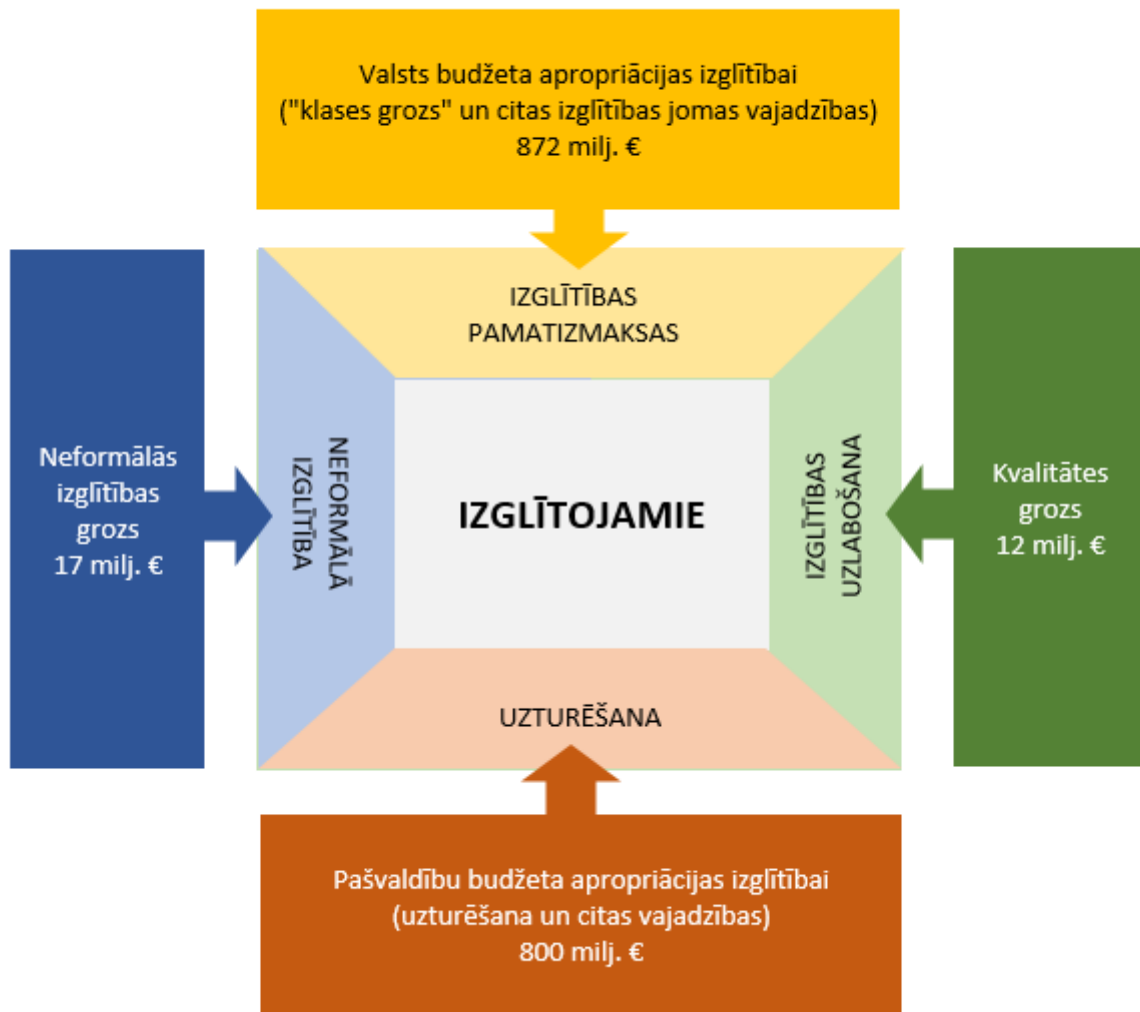 Valsts budžeta apropriācijas izglītībai
("klases grozs" un citas izglītības jomas vajadzības)
872 milj. €
IZGLĪTĪBAS
PAMATIZMAKSAS
Neformālās
izglītības
grozs
17 milj. €
NEFORMĀLĀ
IZGLĪTĪBA
IZGLĪTOJAMIE
IZGLĪTĪBAS
UZLABOŠANA
Kvalitātes
grozs
12 milj. €
UZTURĒŠANA
Pašvaldību budžeta apropriācijas izglītībai
(uzturēšana un citas vajadzības)
800 milj. €